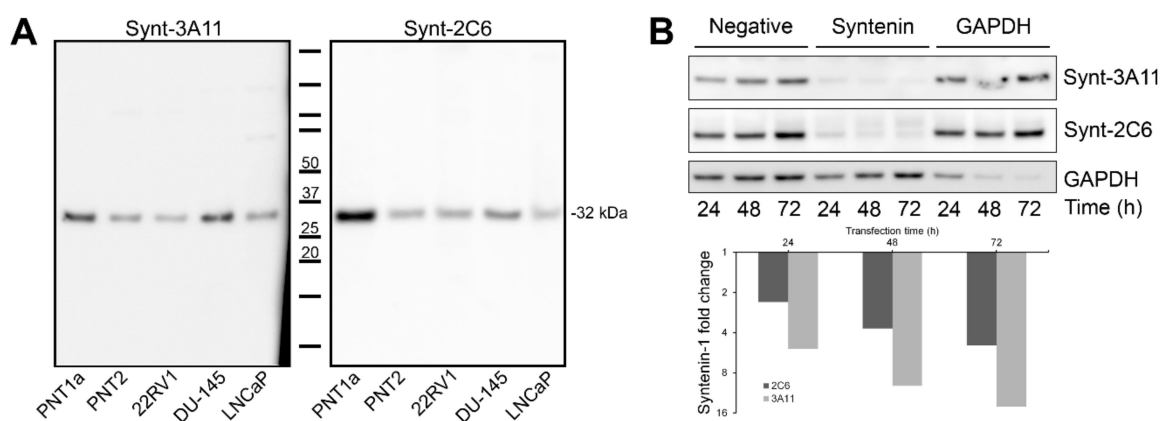 A
Synt-3A11
Synt-2C6
50
37
25
20
-32 kDa
PNT1a
PNT2
22RV1
DU-145
LNCaP
PNT1a
PNT2
22RV1
DU-145
LNCaP
B
Negative
Syntenin
GAPDH
Synt-3A11
Synt-2C6
GAPDH
24 48 72 24 48 72 24 48 72 Time (h)
Transfection time (h)
24 48 72
Syntenin-1 fold change
1
2
4
8
16
2C6
3A11